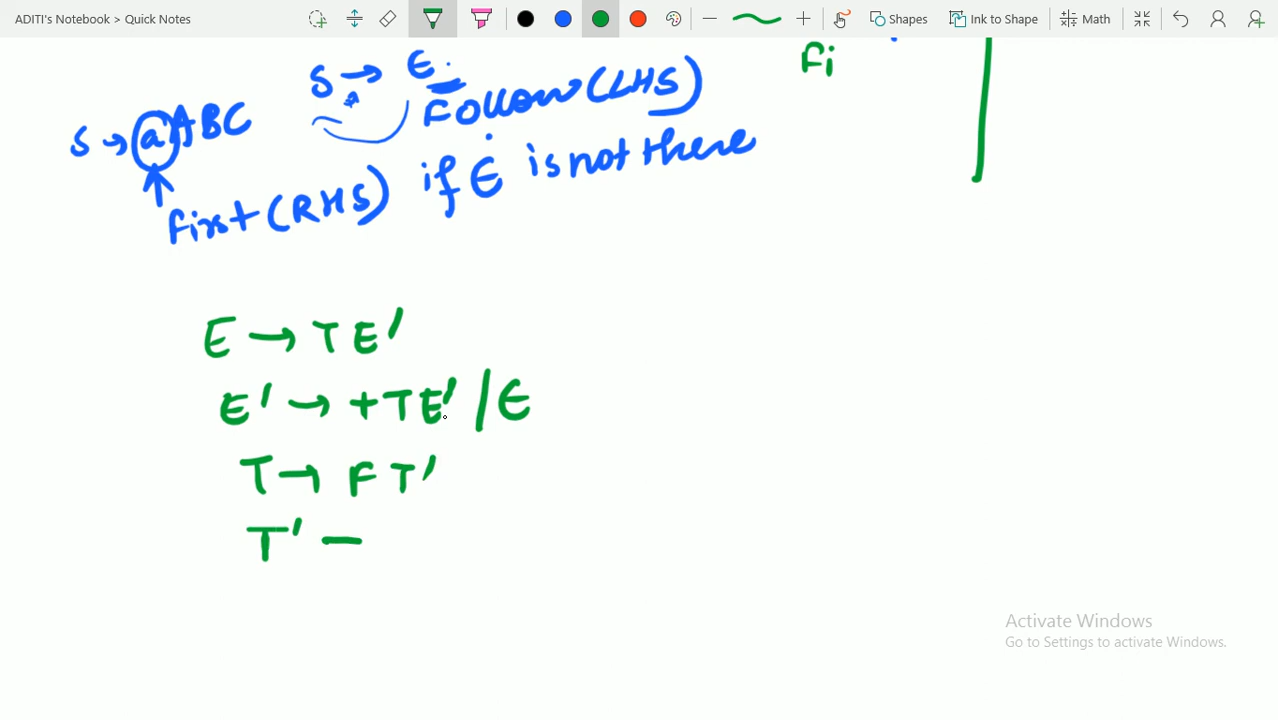 ADITI's Notebook > Quick Notes
Shapes
Ink to Shape
Math
Fi
S → ϵ.
Follow(LHS)
S → aABC
first(RHS) if ϵ is not there
E → TE'
E' → +TE' / ϵ
T → FT'
T' –
Activate Windows
Go to Settings to activate Windows.